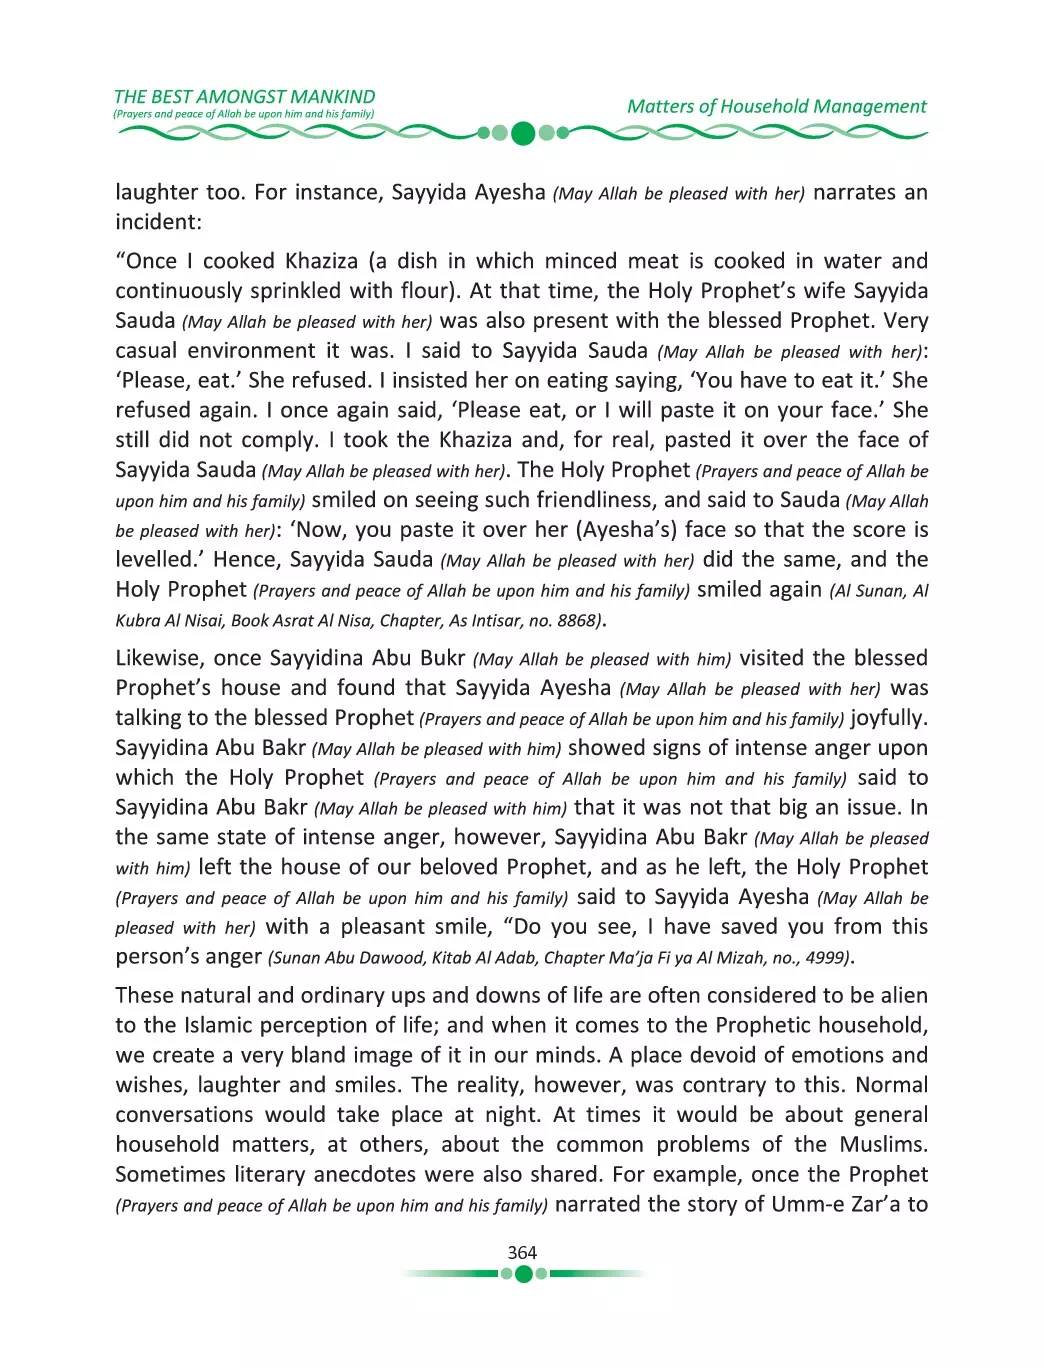 THE BEST AMONGST MANKIND
(Prayers and peace of Allah be upon him and his family)
Matters of Household Management
laughter too. For instance, Sayyida Ayesha (May Allah be pleased with her) narrates an
incident:
“Once I cooked Khaziza (a dish in which minced meat is cooked in water and
continuously sprinkled with flour). At that time, the Holy Prophet’s wife Sayyida
Sauda (May Allah be pleased with her) was also present with the blessed Prophet. Very
casual environment it was. I said to Sayyida Sauda (May Allah be pleased with her):
‘Please, eat.’ She refused. I insisted her on eating saying, ‘You have to eat it.’ She
refused again. I once again said, ‘Please eat, or I will paste it on your face.’ She
still did not comply. I took the Khaziza and, for real, pasted it over the face of
Sayyida Sauda (May Allah be pleased with her). The Holy Prophet (Prayers and peace of Allah be
upon him and his family) smiled on seeing such friendliness, and said to Sauda (May Allah
be pleased with her): ‘Now, you paste it over her (Ayesha’s) face so that the score is
levelled.’ Hence, Sayyida Sauda (May Allah be pleased with her) did the same, and the
Holy Prophet (Prayers and peace of Allah be upon him and his family) smiled again (Al Sunan, Al
Kubra Al Nisai, Book Asrat Al Nisa, Chapter, As Intisar, no. 8868).
Likewise, once Sayyidina Abu Bukr (May Allah be pleased with him) visited the blessed
Prophet’s house and found that Sayyida Ayesha (May Allah be pleased with her) was
talking to the blessed Prophet (Prayers and peace of Allah be upon him and his family) joyfully.
Sayyidina Abu Bakr (May Allah be pleased with him) showed signs of intense anger upon
which the Holy Prophet (Prayers and peace of Allah be upon him and his family) said to
Sayyidina Abu Bakr (May Allah be pleased with him) that it was not that big an issue. In
the same state of intense anger, however, Sayyidina Abu Bakr (May Allah be pleased
with him) left the house of our beloved Prophet, and as he left, the Holy Prophet
(Prayers and peace of Allah be upon him and his family) said to Sayyida Ayesha (May Allah be
pleased with her) with a pleasant smile, “Do you see, I have saved you from this
person’s anger (Sunan Abu Dawood, Kitab Al Adab, Chapter Ma’ja Fi ya Al Mizah, no., 4999).
These natural and ordinary ups and downs of life are often considered to be alien
to the Islamic perception of life; and when it comes to the Prophetic household,
we create a very bland image of it in our minds. A place devoid of emotions and
wishes, laughter and smiles. The reality, however, was contrary to this. Normal
conversations would take place at night. At times it would be about general
household matters, at others, about the common problems of the Muslims.
Sometimes literary anecdotes were also shared. For example, once the Prophet
(Prayers and peace of Allah be upon him and his family) narrated the story of Umm-e Zar’a to
364